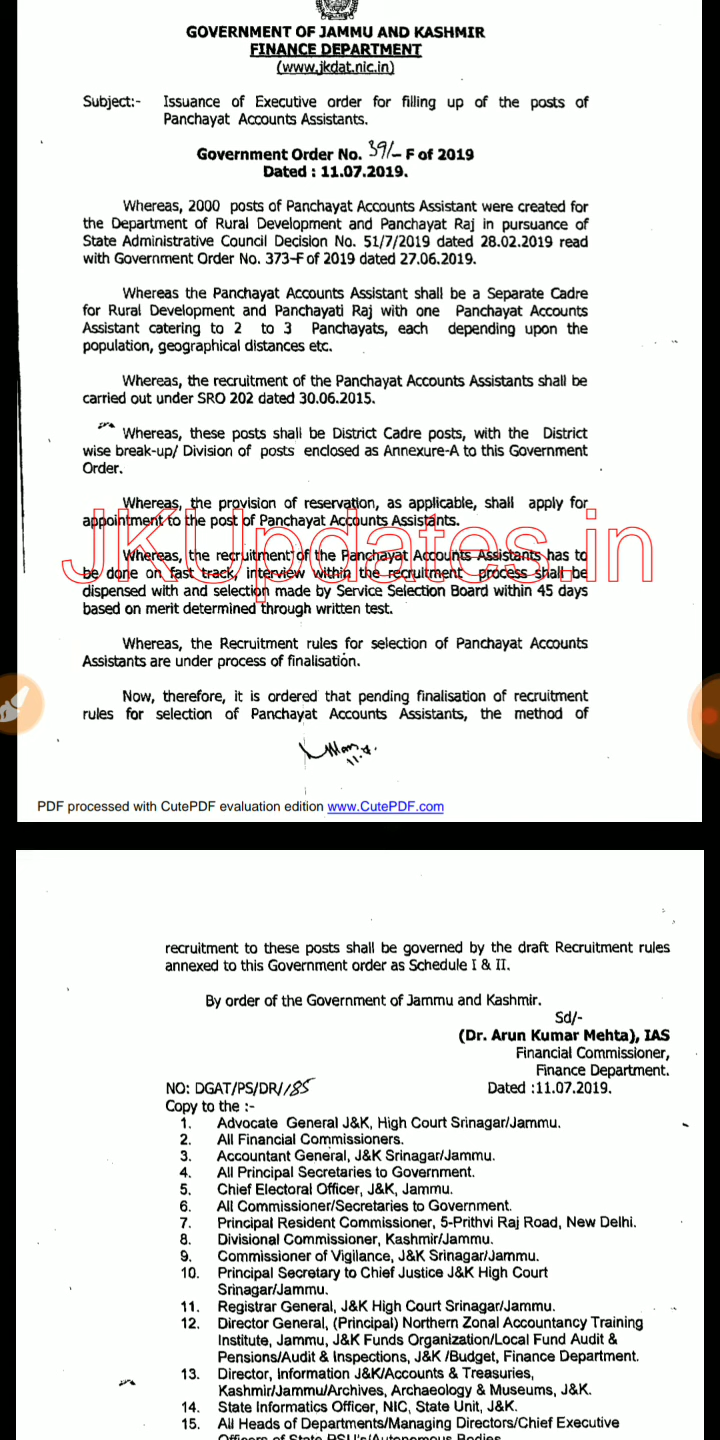 GOVERNMENT OF JAMMU AND KASHMIR
FINANCE DEPARTMENT
(www.jkdat.nic.in)
Subject:- Issuance of Executive order for filling up of the posts of
Panchayat Accounts Assistants.
Government Order No. 391- F of 2019
Dated : 11.07.2019.
Whereas, 2000 posts of Panchayat Accounts Assistant were created for
the Department of Rural Development and Panchayat Raj in pursuance of
State Administrative Council Decision No. 51/7/2019 dated 28.02.2019 read
with Government Order No. 373-F of 2019 dated 27.06.2019.
Whereas the Panchayat Accounts Assistant shall be a Separate Cadre
for Rural Development and Panchayati Raj with one Panchayat Accounts
Assistant catering to 2 to 3 Panchayats, each depending upon the
population, geographical distances etc.
Whereas, the recruitment of the Panchayat Accounts Assistants shall be
carried out under SRO 202 dated 30.06.2015.
Whereas, these posts shall be District Cadre posts, with the District
wise break-up/ Division of posts enclosed as Annexure-A to this Government
Order.
Whereas, the provision of reservation, as applicable, shall apply for
appointment to the post of Panchayat Accounts Assistants.
JKUpdates.in
Whereas, the recruitment of the Panchayat Accounts Assistants has to
be done on fast track, interview within the recruitment process shall be
dispensed with and selection made by Service Selection Board within 45 days
based on merit determined through written test.
Whereas, the Recruitment rules for selection of Panchayat Accounts
Assistants are under process of finalisation.
Now, therefore, it is ordered that pending finalisation of recruitment
rules for selection of Panchayat Accounts Assistants, the method of
PDF processed with CutePDF evaluation edition www.CutePDF.com
recruitment to these posts shall be governed by the draft Recruitment rules
annexed to this Government order as Schedule I & II.
By order of the Government of Jammu and Kashmir.
Sd/-
(Dr. Arun Kumar Mehta), IAS
Financial Commissioner,
Finance Department.
NO: DGAT/PS/DR/185 Dated :11.07.2019.
Copy to the :-
1. Advocate General J&K, High Court Srinagar/Jammu.
2. All Financial Commissioners.
3. Accountant General, J&K Srinagar/Jammu.
4. All Principal Secretaries to Government.
5. Chief Electoral Officer, J&K, Jammu.
6. All Commissioner/Secretaries to Government.
7. Principal Resident Commissioner, 5-Prithvi Raj Road, New Delhi.
8. Divisional Commissioner, Kashmir/Jammu.
9. Commissioner of Vigilance, J&K Srinagar/Jammu.
10. Principal Secretary to Chief Justice J&K High Court
Srinagar/Jammu.
11. Registrar General, J&K High Court Srinagar/Jammu.
12. Director General, (Principal) Northern Zonal Accountancy Training
Institute, Jammu, J&K Funds Organization/Local Fund Audit &
Pensions/Audit & Inspections, J&K /Budget, Finance Department.
13. Director, Information J&K/Accounts & Treasuries,
Kashmir/Jammu/Archives, Archaeology & Museums, J&K.
14. State Informatics Officer, NIC, State Unit, J&K.
15. All Heads of Departments/Managing Directors/Chief Executive
Officers of State PSU's/Autonomous Bodies